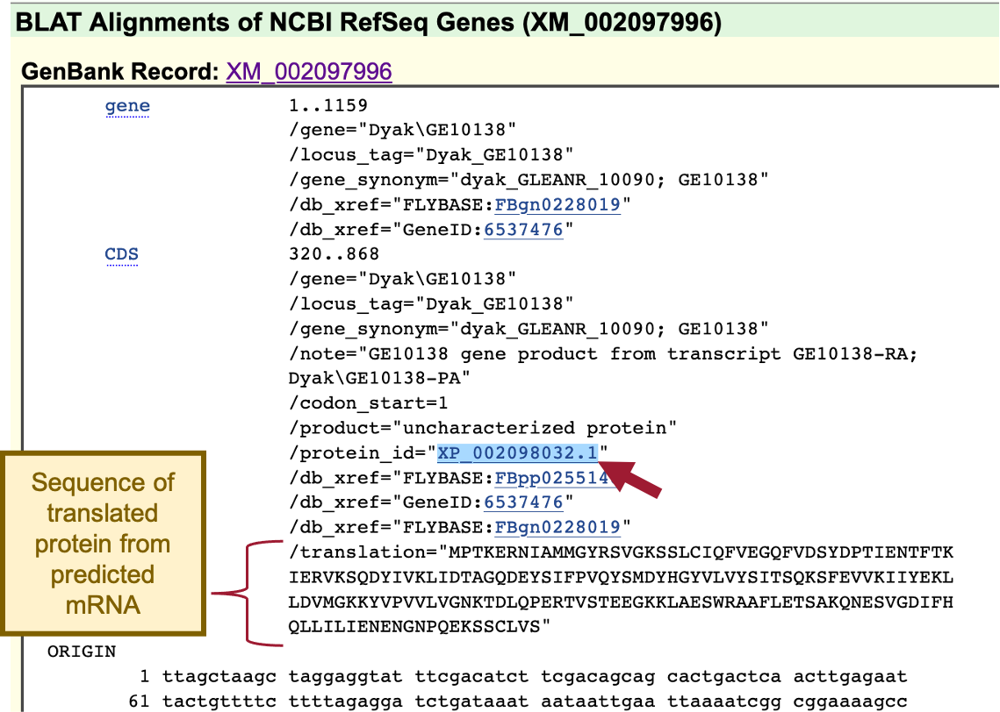 BLAT Alignments of NCBI RefSeq Genes (XM_002097996)
GenBank Record: XM_002097996
gene 1..1159
/gene="Dyak\GE10138"
/locus_tag="Dyak_GE10138"
/gene_synonym="dyak_GLEANR_10090; GE10138"
/db_xref="FLYBASE:FBgn0228019"
/db_xref="GeneID:6537476"
CDS 320..868
/gene="Dyak\GE10138"
/locus_tag="Dyak_GE10138"
/gene_synonym="dyak_GLEANR_10090; GE10138"
/note="GE10138 gene product from transcript GE10138-RA;
Dyak\GE10138-PA"
/codon_start=1
/product="uncharacterized protein"
/protein_id="XP_002098032.1"
/db_xref="FLYBASE:
/db_xref="GeneID:6537476"
/db_xref="FLYBASE:FBgn0228019"
/translation="MPTKERNIAMMGYRSVGKSSLCIQFVEGQFVDSYDPTIENTFTK
IERVKSQDYIVKLIDTAGQDEYSIFPVQYSMDYHGYVLVYSITSQKSFEVVKIIYEKL
LDVMGKKYVPVVLVGNKTDLQPERTVSTEEGKKLAESWRAAFLETSAKQNESVGDIFH
QLLILIENENGNPQEKSSCLVS"
Sequence of
translated
protein from
predicted
mRNA
ORIGIN
1 ttagctaagc taggaggtat ttcgacatct tcgacagcag cactgactca acttgagaat
61 tactgttttc ttttagagga tctgataaat aataattgaa ttaaaatcgg cggaaaagcc